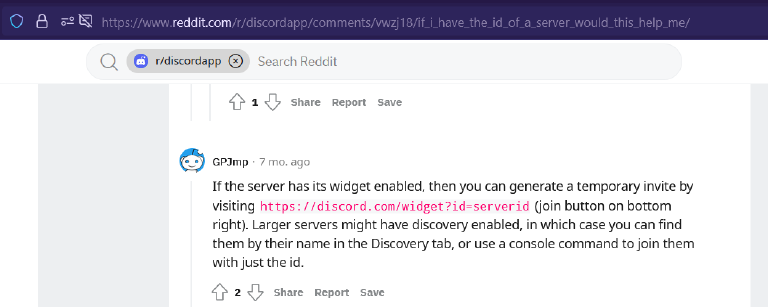 https://www.reddit.com/r/discordapp/comments/vwzj18/if_i_have_the_id_of_a_server_would_this_help_me/
r/discordapp Search Reddit
1 Share Report Save
GPJmp · 7 mo. ago
If the server has its widget enabled, then you can generate a temporary invite by
visiting https://discord.com/widget?id=serverid (join button on bottom
right). Larger servers might have discovery enabled, in which case you can find
them by their name in the Discovery tab, or use a console command to join them
with just the id.
2 Share Report Save